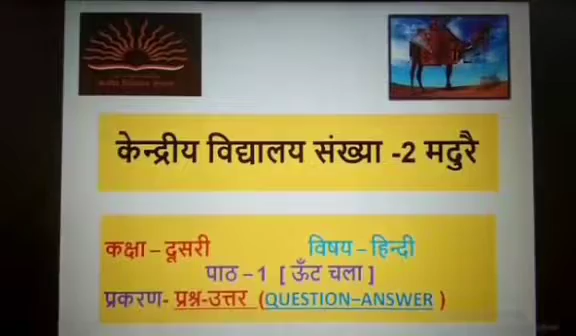 केन्द्रीय विद्यालय संख्या -2 मदुरै
कक्षा – दूसरी विषय – हिन्दी
पाठ – 1 [ ऊँट चला ]
प्रकरण- प्रश्न-उत्तर (QUESTION–ANSWER )